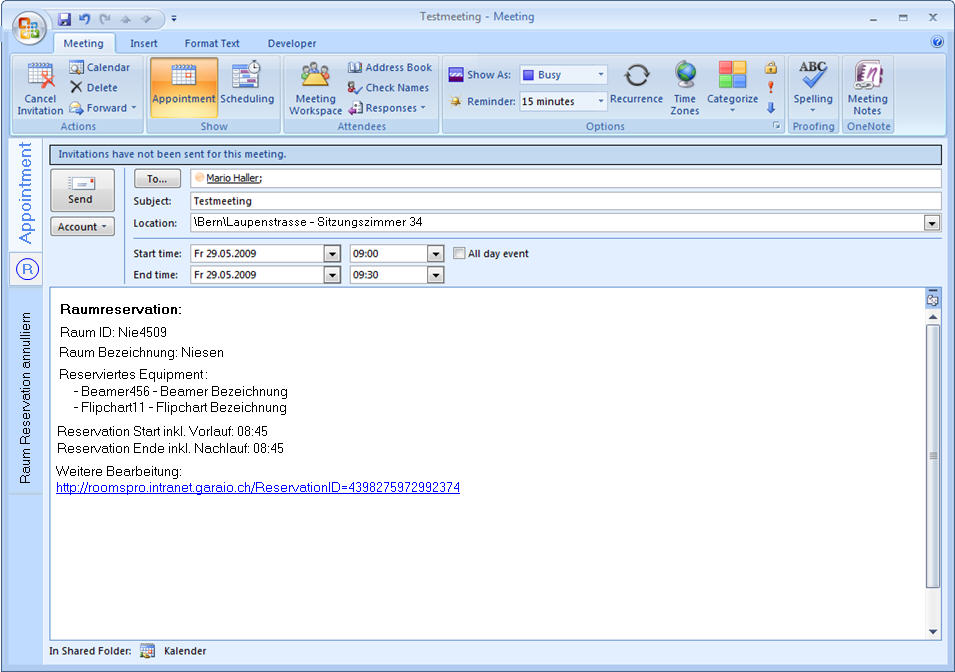 Testmeeting - Meeting
Meeting Insert Format Text Developer
Cancel Invitation
Calendar
Delete
Forward
Actions
Appointment
Scheduling
Show
Meeting Workspace
Address Book
Check Names
Responses
Attendees
Show As: Busy
Reminder: 15 minutes
Recurrence
Time Zones
Categorize
Options
ABC
Spelling
Proofing
Meeting Notes
OneNote
Appointment
R
Raum Reservation annulliern
Invitations have not been sent for this meeting.
Send
Account
To... Mario Haller;
Subject: Testmeeting
Location: \Bern\Laupenstrasse - Sitzungszimmer 34
Start time: Fr 29.05.2009 09:00 All day event
End time: Fr 29.05.2009 09:30
Raumreservation:
Raum ID: Nie4509
Raum Bezeichnung: Niesen
Reserviertes Equipment:
- Beamer456 - Beamer Bezeichnung
- Flipchart11 - Flipchart Bezeichnung
Reservation Start inkl. Vorlauf: 08:45
Reservation Ende inkl. Nachlauf: 08:45
Weitere Bearbeitung:
http://roomspro.intranet.garaio.ch/ReservationID=4398275972992374
In Shared Folder: Kalender